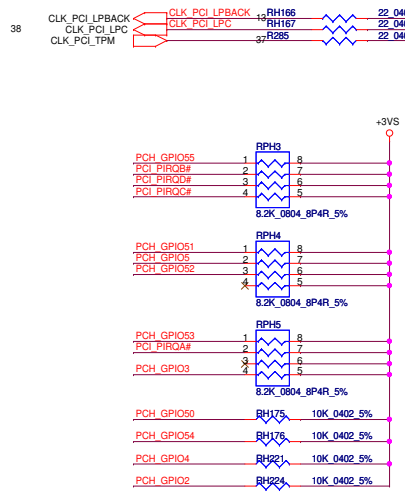 CLK_PCI_LPBACK CLK_PCI_LPBACK 13 RH166 22_04
38 CLK_PCI_LPC CLK_PCI_LPC RH167 22_04
CLK_PCI_TPM 37 R285 22_04
+3VS
RPH3
PCH_GPIO55 1 8
PCI_PIRQB# 2 7
PCI_PIRQD# 3 6
PCI_PIRQC# 4 5
8.2K_0804_8P4R_5%
RPH4
PCH_GPIO51 1 8
PCH_GPIO5 2 7
PCH_GPIO52 3 6
4 5
8.2K_0804_8P4R_5%
RPH5
PCH_GPIO53 1 8
PCI_PIRQA# 2 7
3 6
PCH_GPIO3 4 5
8.2K_0804_8P4R_5%
PCH_GPIO50 RH175 10K_0402_5%
PCH_GPIO54 RH176 10K_0402_5%
PCH_GPIO4 RH221 10K_0402_5%
PCH_GPIO2 RH224 10K_0402_5%